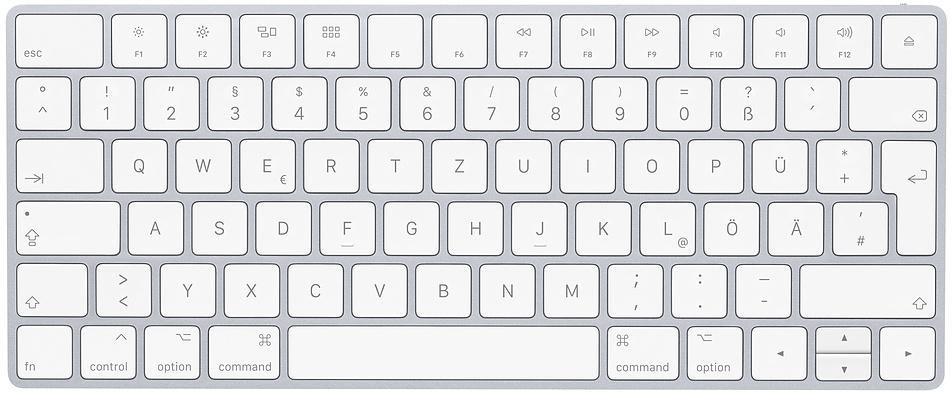 esc F1 F2 F3 F4 F5 F6 F7 F8 F9 F10 F11 F12
° ! " § $ % & / ( ) = ? `
^ 1 2 3 4 5 6 7 8 9 0 ß ´
Q W E € R T Z U I O P Ü * +
A S D F G H J K L @ Ö Ä ' #
> < Y X C V B N M ; , : . _ -
fn control option command command option